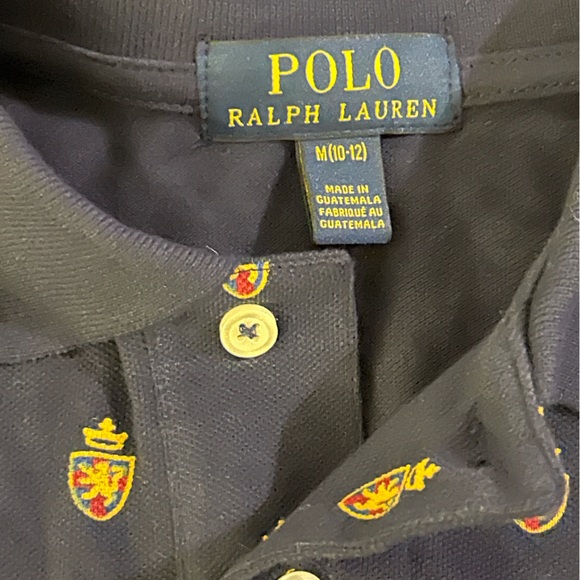 POLO
RALPH LAUREN
M(10-12)
MADE IN
GUATEMALA
FABRIQUÉ AU
GUATEMALA